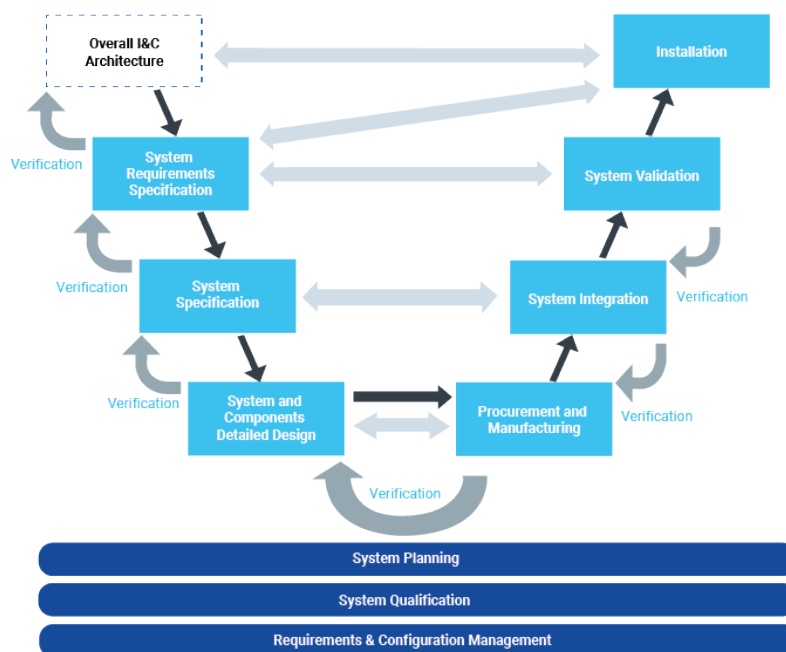 Overall I&C
Architecture
Installation
Verification
System
Requirements
Specification
System Validation
Verification
System
Specification
System Integration
Verification
Verification
System and
Components
Detailed Design
Procurement and
Manufacturing
Verification
Verification
System Planning
System Qualification
Requirements & Configuration Management